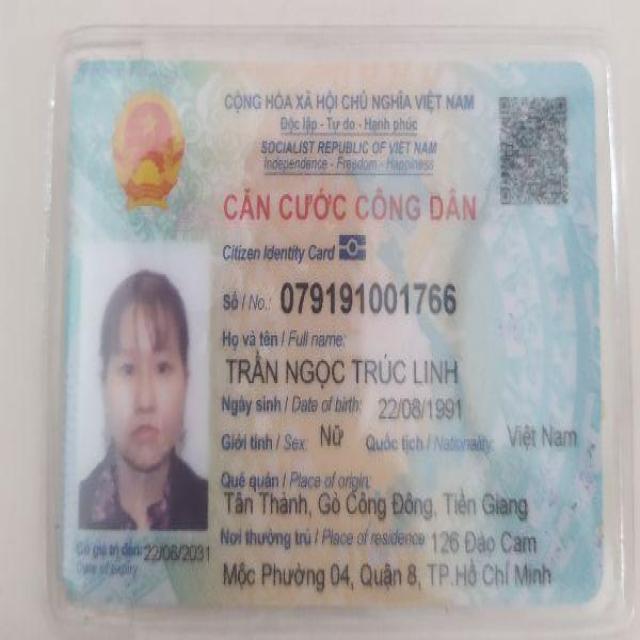 CỘNG HÒA XÃ HỘI CHỦ NGHĨA VIỆT NAM
Độc lập - Tự do - Hạnh phúc
SOCIALIST REPUBLIC OF VIET NAM
Independence - Freedom - Happiness
CĂN CƯỚC CÔNG DÂN
Citizen Identity Card
Số / No.: 079191001766
Họ và tên / Full name:
TRẦN NGỌC TRÚC LINH
Ngày sinh / Date of birth: 22/08/1991
Giới tính / Sex: Nữ Quốc tịch / Nationality: Việt Nam
Quê quán / Place of origin:
Tân Thành, Gò Công Đông, Tiền Giang
Nơi thường trú / Place of residence 126 Đào Cam
Mộc Phường 04, Quận 8, TP.Hồ Chí Minh
Có giá trị đến: 22/08/2031
Date of expiry